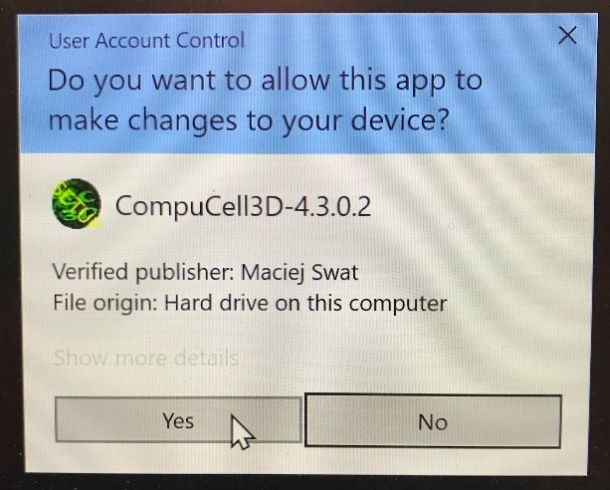 User Account Control
Do you want to allow this app to
make changes to your device?
CompuCell3D-4.3.0.2
Verified publisher: Maciej Swat
File origin: Hard drive on this computer
Show more details
Yes
No